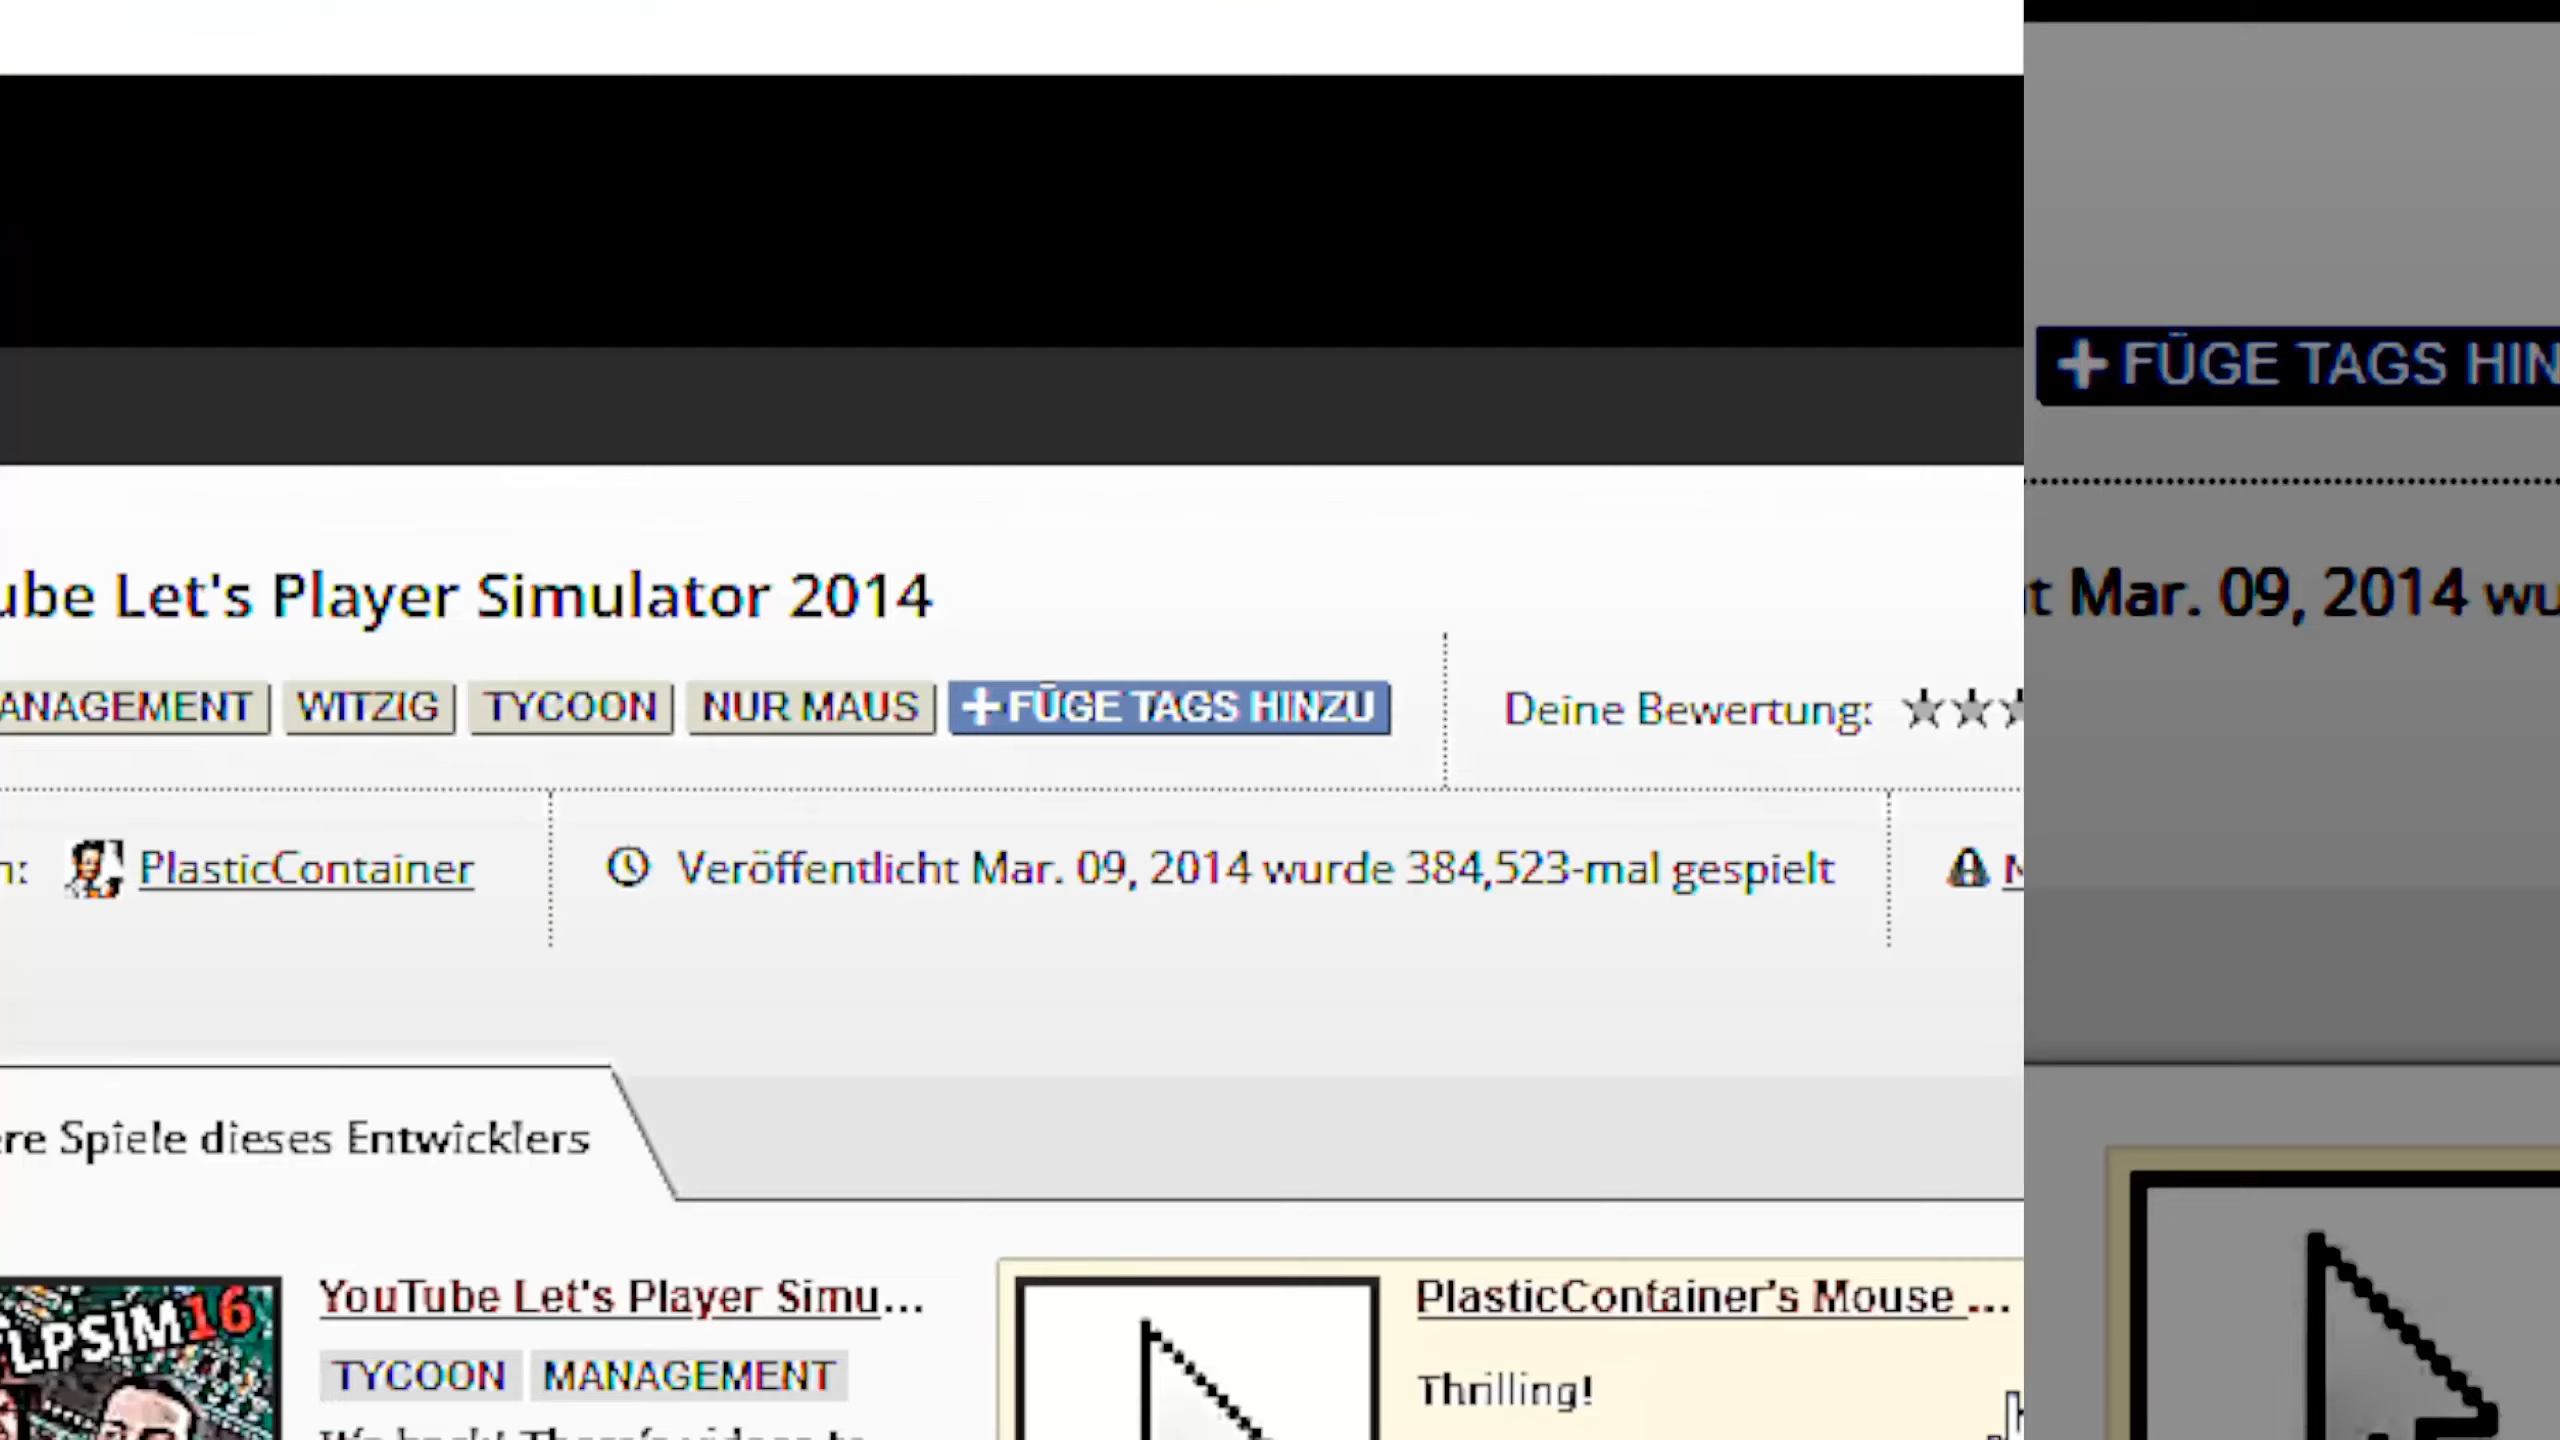 ube Let's Player Simulator 2014
ANAGEMENT WITZIG TYCOON NUR MAUS +FÜGE TAGS HINZU Deine Bewertung:
n: PlasticContainer Veröffentlicht Mar. 09, 2014 wurde 384,523-mal gespielt N
ere Spiele dieses Entwicklers
LPSIM16
YouTube Let's Player Simu...
TYCOON MANAGEMENT
PlasticContainer's Mouse ...
Thrilling!
+ FÜGE TAGS HIN
t Mar. 09, 2014 wu